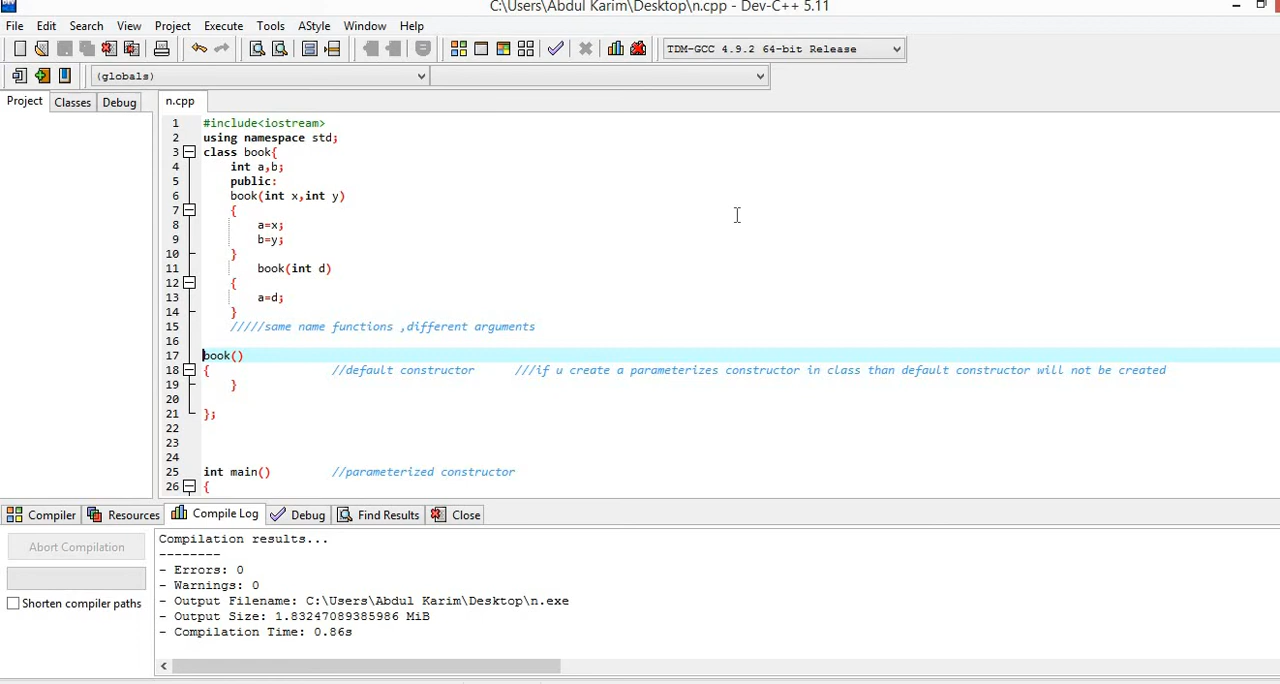 C:\Users\Abdul Karim\Desktop\n.cpp - Dev-C++ 5.11
File Edit Search View Project Execute Tools AStyle Window Help
TDM-GCC 4.9.2 64-bit Release
(globals)
Project Classes Debug n.cpp
1 #include<iostream>
2 using namespace std;
3 class book{
4 int a,b;
5 public:
6 book(int x,int y)
7 {
8 a=x;
9 b=y;
10 }
11 book(int d)
12 {
13 a=d;
14 }
15 /////same name functions ,different arguments
16
17 book()
18 { //default constructor ///if u create a parameterizes constructor in class than default constructor will not be created
19 }
20
21 };
22
23
24
25 int main() //parameterized constructor
26 {
Compiler Resources Compile Log Debug Find Results Close
Abort Compilation
Shorten compiler paths
Compilation results...
--------
- Errors: 0
- Warnings: 0
- Output Filename: C:\Users\Abdul Karim\Desktop\n.exe
- Output Size: 1.83247089385986 MiB
- Compilation Time: 0.86s